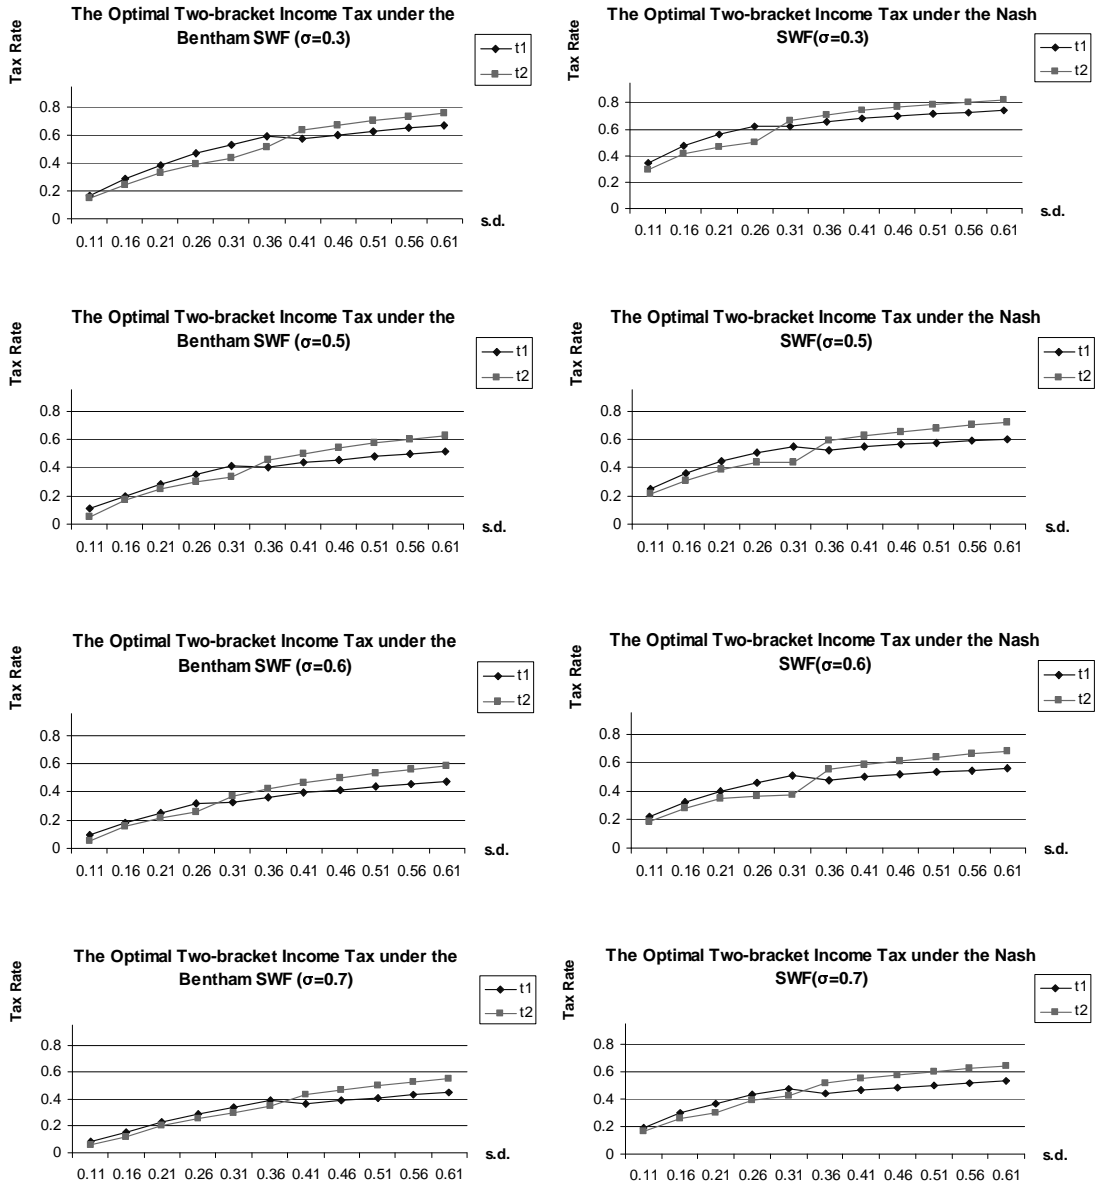 The Optimal Two-bracket Income Tax under the
Bentham SWF (σ=0.3)
Tax Rate
t1
t2
0.8
0.6
0.4
0.2
0
0.11 0.16 0.21 0.26 0.31 0.36 0.41 0.46 0.51 0.56 0.61
s.d.
The Optimal Two-bracket Income Tax under the Nash
SWF(σ=0.3)
Tax Rate
t1
t2
0.8
0.6
0.4
0.2
0
0.11 0.16 0.21 0.26 0.31 0.36 0.41 0.46 0.51 0.56 0.61
s.d.
The Optimal Two-bracket Income Tax under the
Bentham SWF (σ=0.5)
Tax Rate
t1
t2
0.8
0.6
0.4
0.2
0
0.11 0.16 0.21 0.26 0.31 0.36 0.41 0.46 0.51 0.56 0.61
s.d.
The Optimal Two-bracket Income Tax under the Nash
SWF(σ=0.5)
Tax Rate
t1
t2
0.8
0.6
0.4
0.2
0
0.11 0.16 0.21 0.26 0.31 0.36 0.41 0.46 0.51 0.56 0.61
s.d.
The Optimal Two-bracket Income Tax under the
Bentham SWF (σ=0.6)
Tax Rate
t1
t2
0.8
0.6
0.4
0.2
0
0.11 0.16 0.21 0.26 0.31 0.36 0.41 0.46 0.51 0.56 0.61
s.d.
The Optimal Two-bracket Income Tax under the Nash
SWF(σ=0.6)
Tax Rate
t1
t2
0.8
0.6
0.4
0.2
0
0.11 0.16 0.21 0.26 0.31 0.36 0.41 0.46 0.51 0.56 0.61
s.d.
The Optimal Two-bracket Income Tax under the
Bentham SWF (σ=0.7)
Tax Rate
t1
t2
0.8
0.6
0.4
0.2
0
0.11 0.16 0.21 0.26 0.31 0.36 0.41 0.46 0.51 0.56 0.61
s.d.
The Optimal Two-bracket Income Tax under the Nash
SWF(σ=0.7)
Tax Rate
t1
t2
0.8
0.6
0.4
0.2
0
0.11 0.16 0.21 0.26 0.31 0.36 0.41 0.46 0.51 0.56 0.61
s.d.